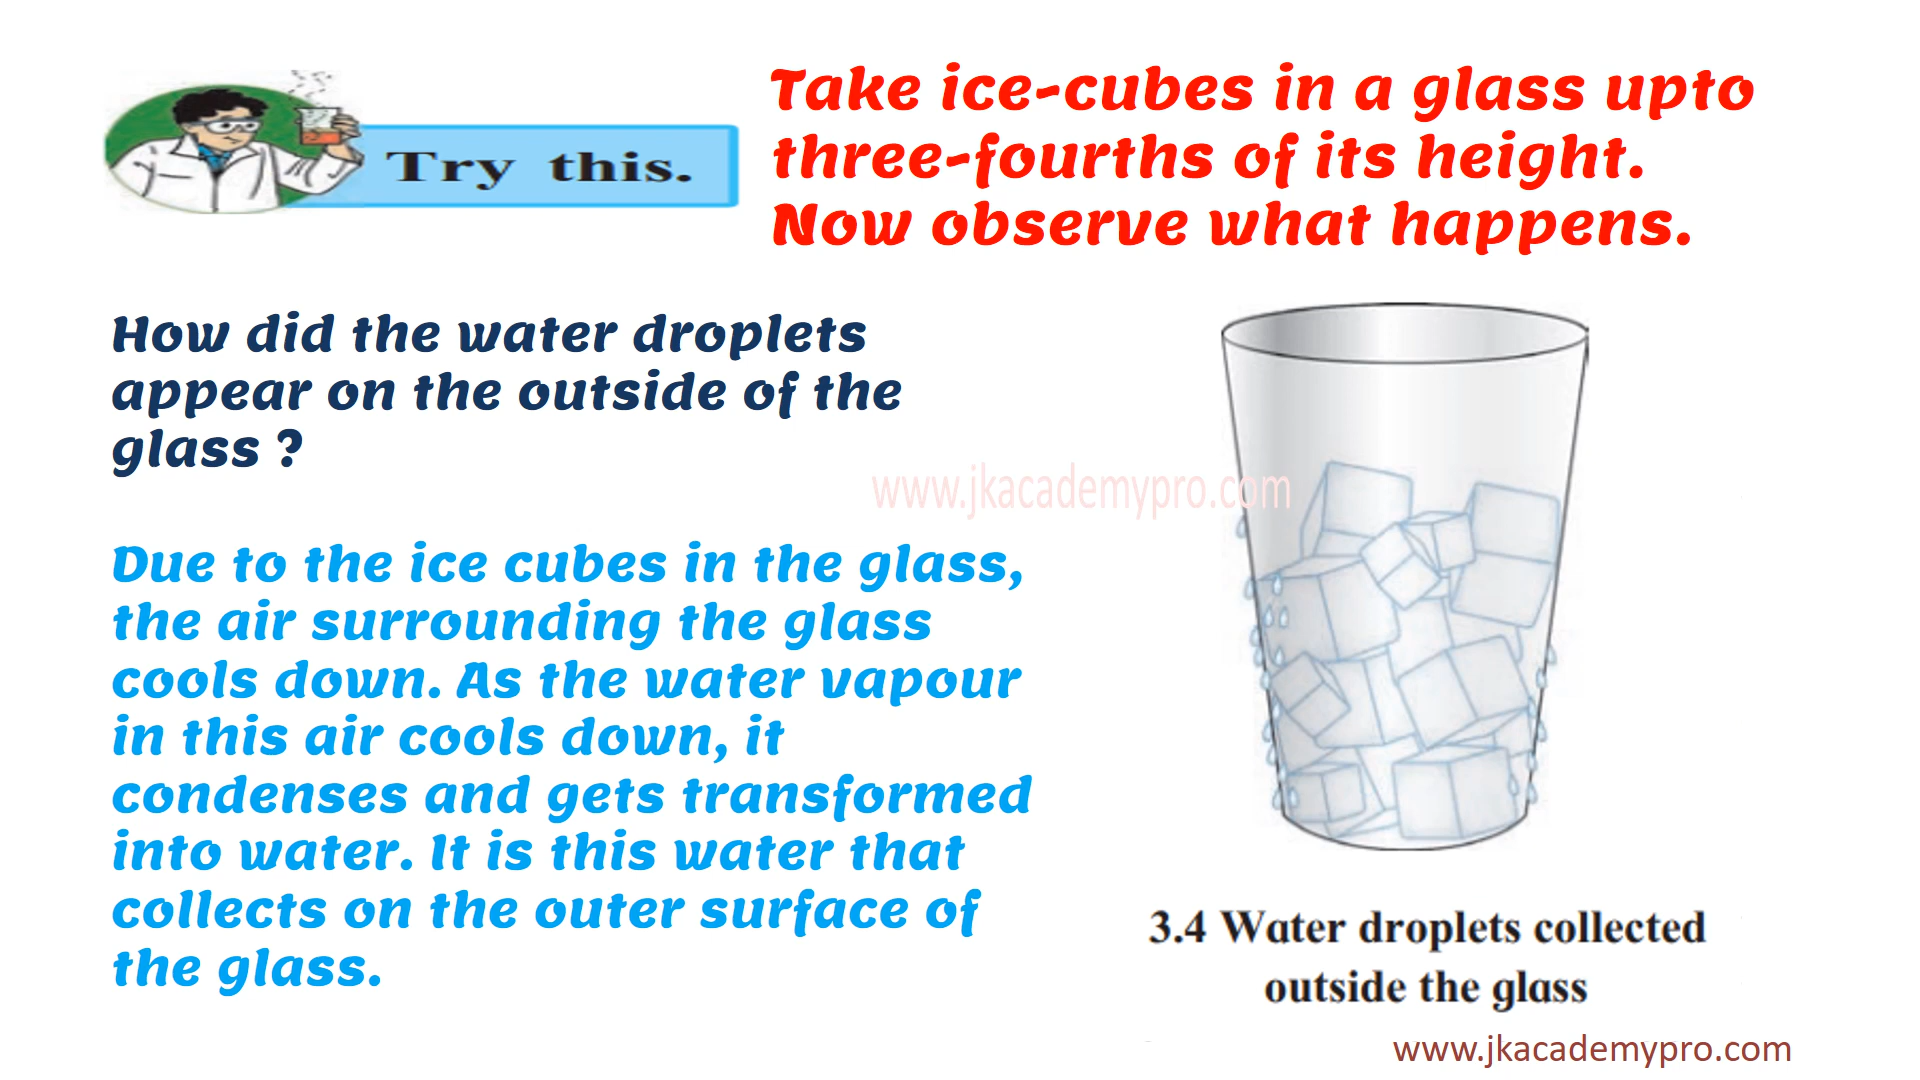 Try this.
Take ice-cubes in a glass upto
three-fourths of its height.
Now observe what happens.
How did the water droplets
appear on the outside of the
glass ?
www.jkacademypro.com
Due to the ice cubes in the glass,
the air surrounding the glass
cools down. As the water vapour
in this air cools down, it
condenses and gets transformed
into water. It is this water that
collects on the outer surface of
the glass.
3.4 Water droplets collected
outside the glass
www.jkacademypro.com